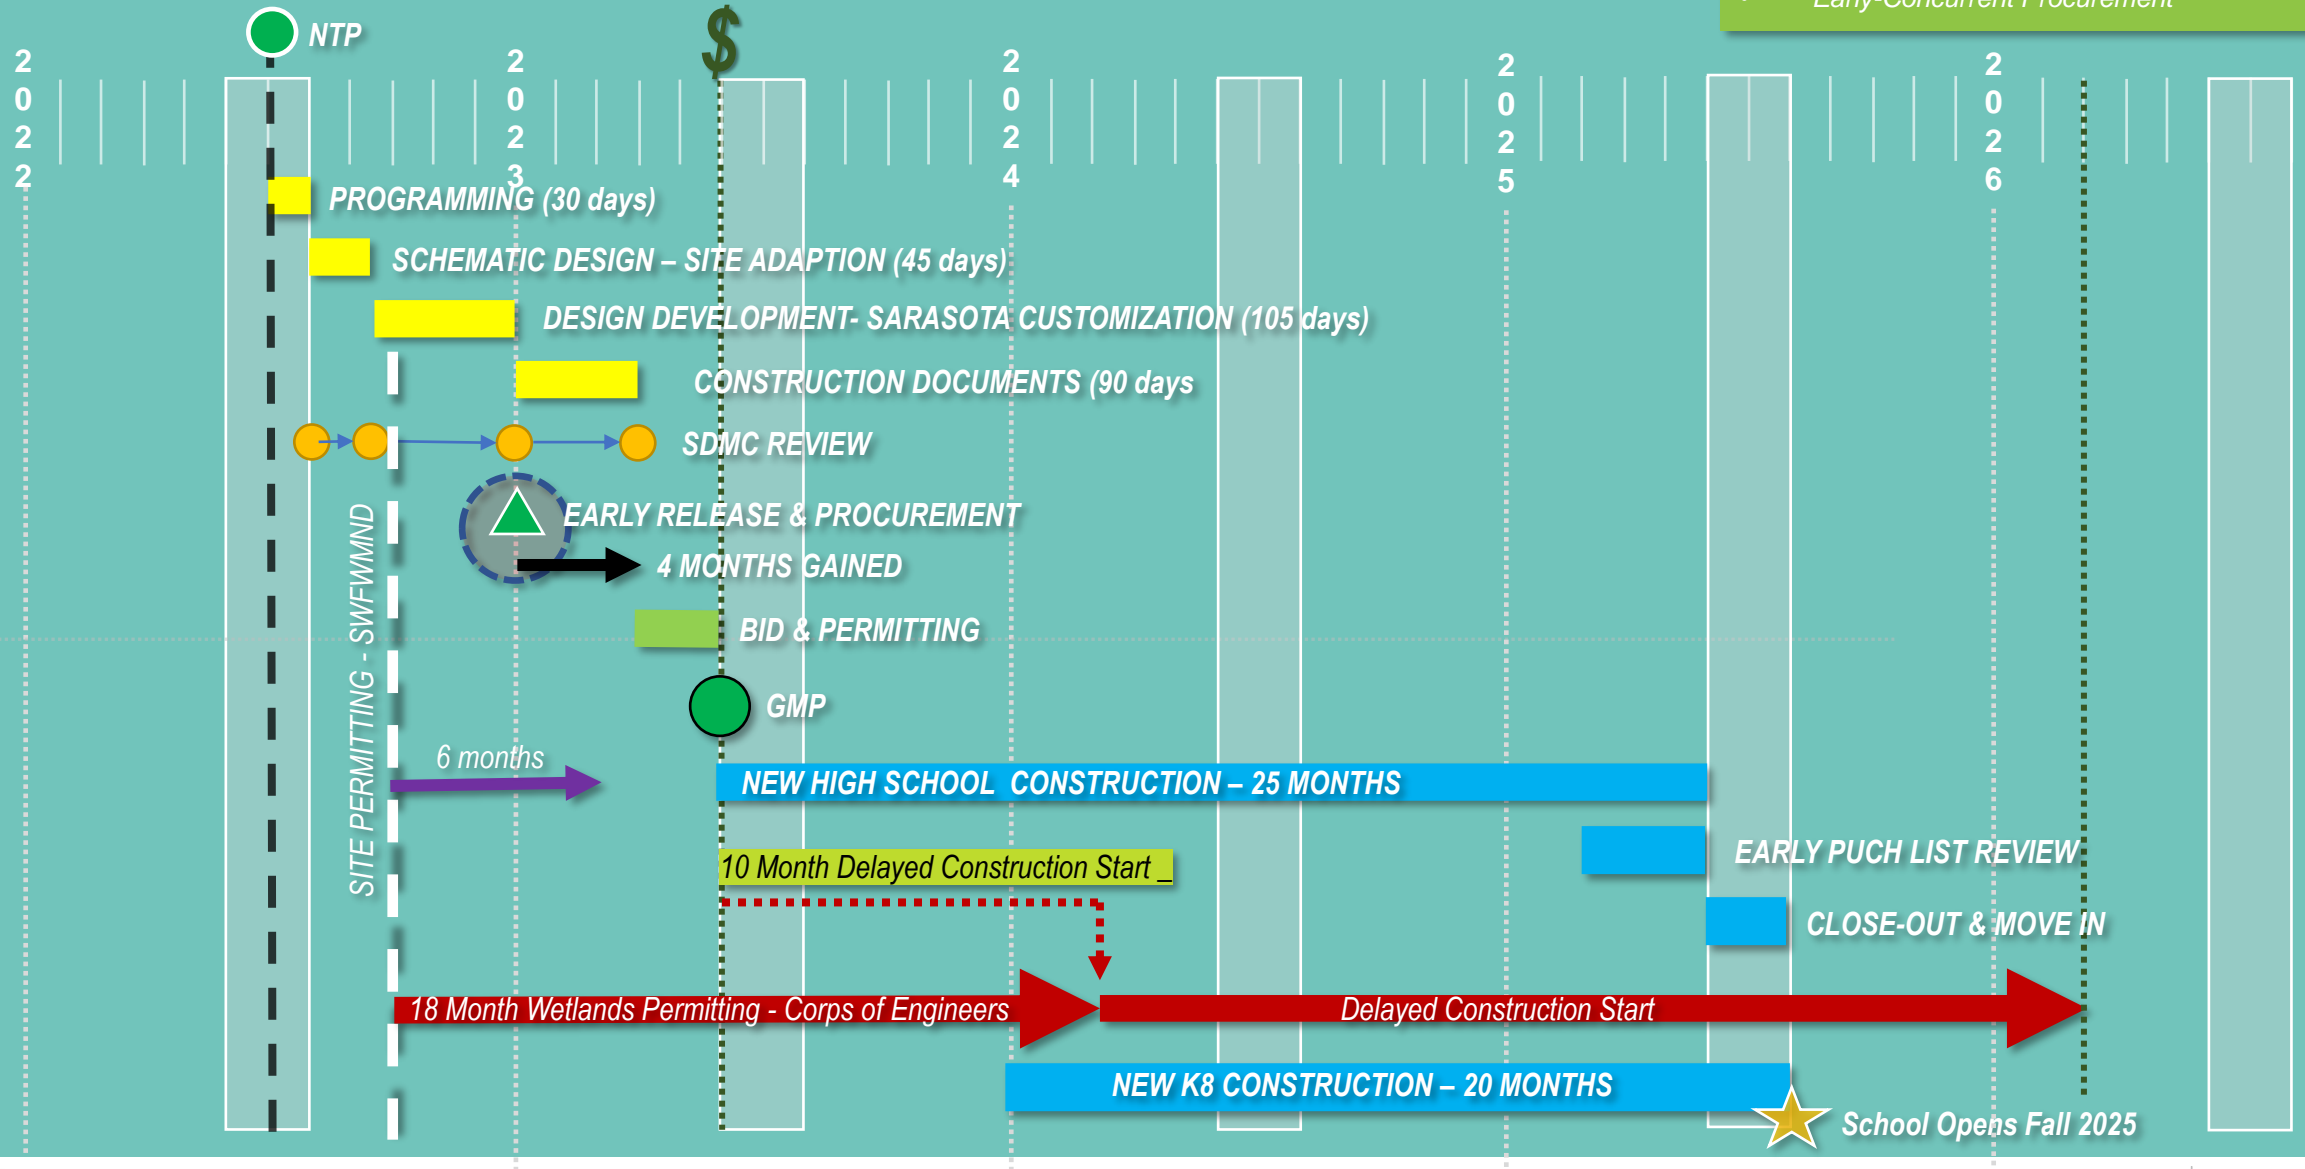 Early-Concurrent Procurement
NTP
$
2022
2023
2024
2025
2026
PROGRAMMING (30 days)
SCHEMATIC DESIGN – SITE ADAPTION (45 days)
DESIGN DEVELOPMENT- SARASOTA CUSTOMIZATION (105 days)
CONSTRUCTION DOCUMENTS (90 days
SDMC REVIEW
EARLY RELEASE & PROCUREMENT
4 MONTHS GAINED
SITE PERMITTING - SWFWMND
BID & PERMITTING
GMP
6 months
NEW HIGH SCHOOL CONSTRUCTION – 25 MONTHS
10 Month Delayed Construction Start _
EARLY PUCH LIST REVIEW
CLOSE-OUT & MOVE IN
18 Month Wetlands Permitting - Corps of Engineers
Delayed Construction Start
NEW K8 CONSTRUCTION – 20 MONTHS
School Opens Fall 2025